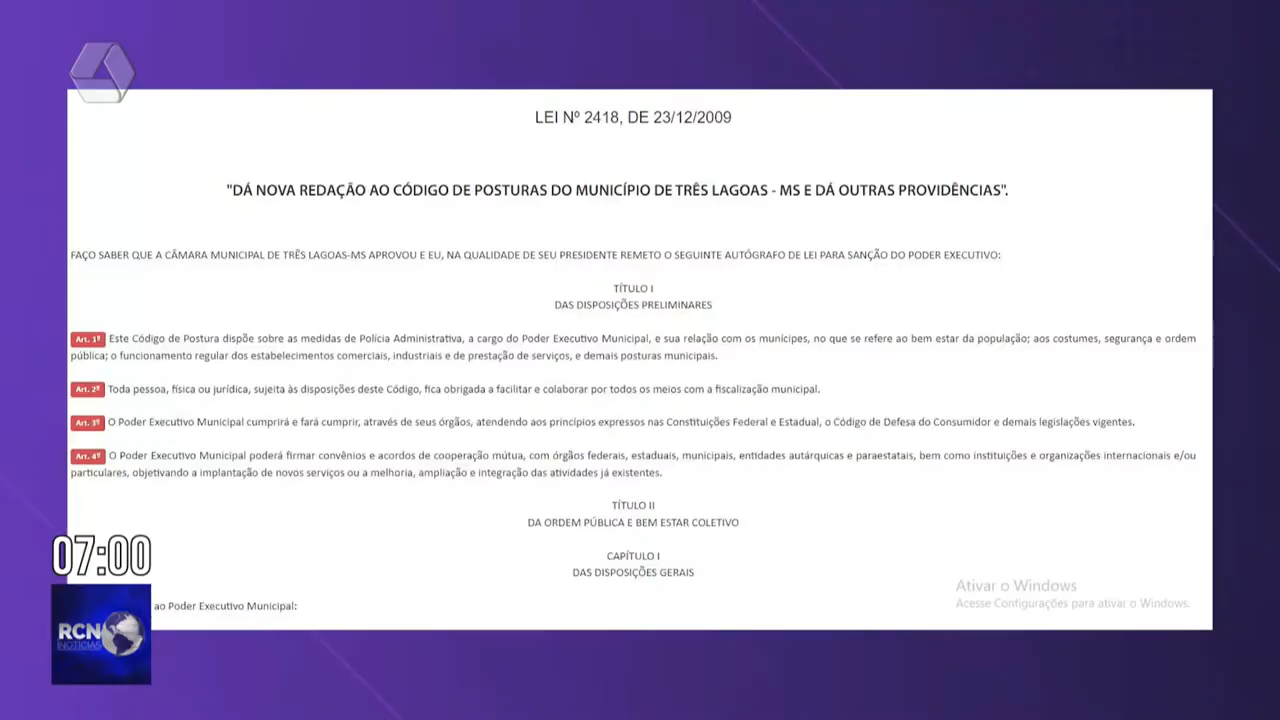 LEI Nº 2418, DE 23/12/2009
"DÁ NOVA REDAÇÃO AO CÓDIGO DE POSTURAS DO MUNICÍPIO DE TRÊS LAGOAS - MS E DÁ OUTRAS PROVIDÊNCIAS".
FAÇO SABER QUE A CÂMARA MUNICIPAL DE TRÊS LAGOAS-MS APROVOU E EU, NA QUALIDADE DE SEU PRESIDENTE REMETO O SEGUINTE AUTÓGRAFO DE LEI PARA SANÇÃO DO PODER EXECUTIVO:
TÍTULO I
DAS DISPOSIÇÕES PRELIMINARES
Art. 1º Este Código de Postura dispõe sobre as medidas de Polícia Administrativa, a cargo do Poder Executivo Municipal, e sua relação com os munícipes, no que se refere ao bem estar da população; aos costumes, segurança e ordem
pública; o funcionamento regular dos estabelecimentos comerciais, industriais e de prestação de serviços, e demais posturas municipais.
Art. 2º Toda pessoa, física ou jurídica, sujeita às disposições deste Código, fica obrigada a facilitar e colaborar por todos os meios com a fiscalização municipal.
Art. 3º O Poder Executivo Municipal cumprirá e fará cumprir, através de seus órgãos, atendendo aos princípios expressos nas Constituições Federal e Estadual, o Código de Defesa do Consumidor e demais legislações vigentes.
Art. 4º O Poder Executivo Municipal poderá firmar convênios e acordos de cooperação mútua, com órgãos federais, estaduais, municipais, entidades autárquicas e paraestatais, bem como instituições e organizações internacionais e/ou
particulares, objetivando a implantação de novos serviços ou a melhoria, ampliação e integração das atividades já existentes.
TÍTULO II
DA ORDEM PÚBLICA E BEM ESTAR COLETIVO
CAPÍTULO I
DAS DISPOSIÇÕES GERAIS
07:00
ao Poder Executivo Municipal:
Ativar o Windows
Acesse Configurações para ativar o Windows.
RCN
NOTÍCIAS